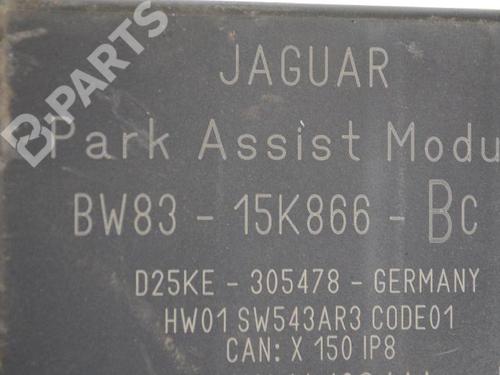 JAGUAR
Park Assist Modu
BW83 - 15K866 - BC
D25KE - 305478 - GERMANY
HW01 SW543AR3 CODE01
CAN: X 150 IP8
B-PARTS